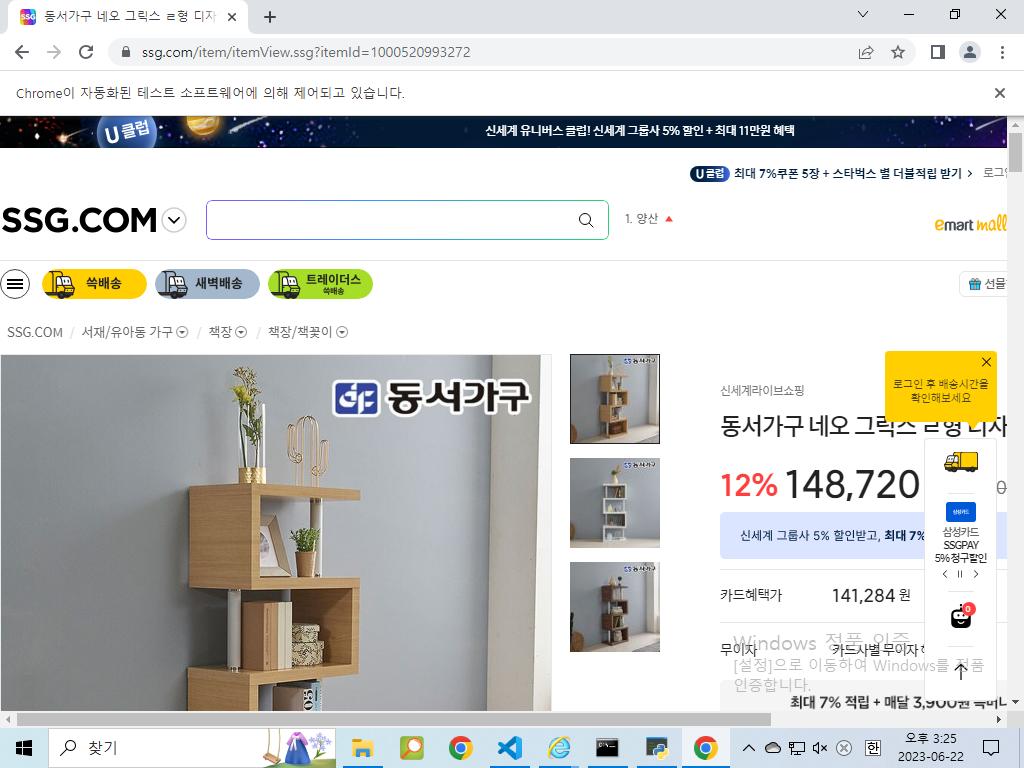 동서가구 네오 그릭스 ㄹ형 디자
ssg.com/item/itemView.ssg?itemId=1000520993272
Chrome이 자동화된 테스트 소프트웨어에 의해 제어되고 있습니다.
U클럽
신세계 유니버스 클럽! 신세계 그룹사 5% 할인 + 최대 11만원 혜택
U클럽 최대 7%쿠폰 5장 + 스타벅스 별 더블적립 받기 로그인
SSG.COM
1. 양산
emart mall
쓱배송
새벽배송
트레이더스
쓱배송
선물
SSG.COM / 서재/유아동 가구 / 책장 / 책장/책꽂이
동서가구
로그인 후 배송시간을
확인해보세요
신세계라이브쇼핑
동서가구 네오 그릭스 ㄹ형 디자
12% 148,720
신세계 그룹사 5% 할인받고, 최대 7%
삼성카드
삼성카드
SSGPAY
5% 청구할인
카드혜택가 141,284 원
0
무이자 카드사별 무이자
Windows 정품 인증
[설정]으로 이동하여 Windows를 정품
인증합니다.
최대 7% 적립 + 매달 3,900원
찾기
한
오후 3:25
2023-06-22